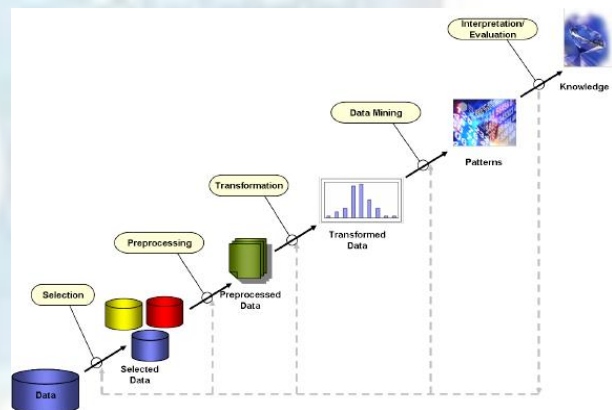 Interpretation/
Evaluation
Knowledge
Data Mining
Patterns
Transformation
Transformed
Data
Preprocessing
Preprocessed
Data
Selection
Selected
Data
Data